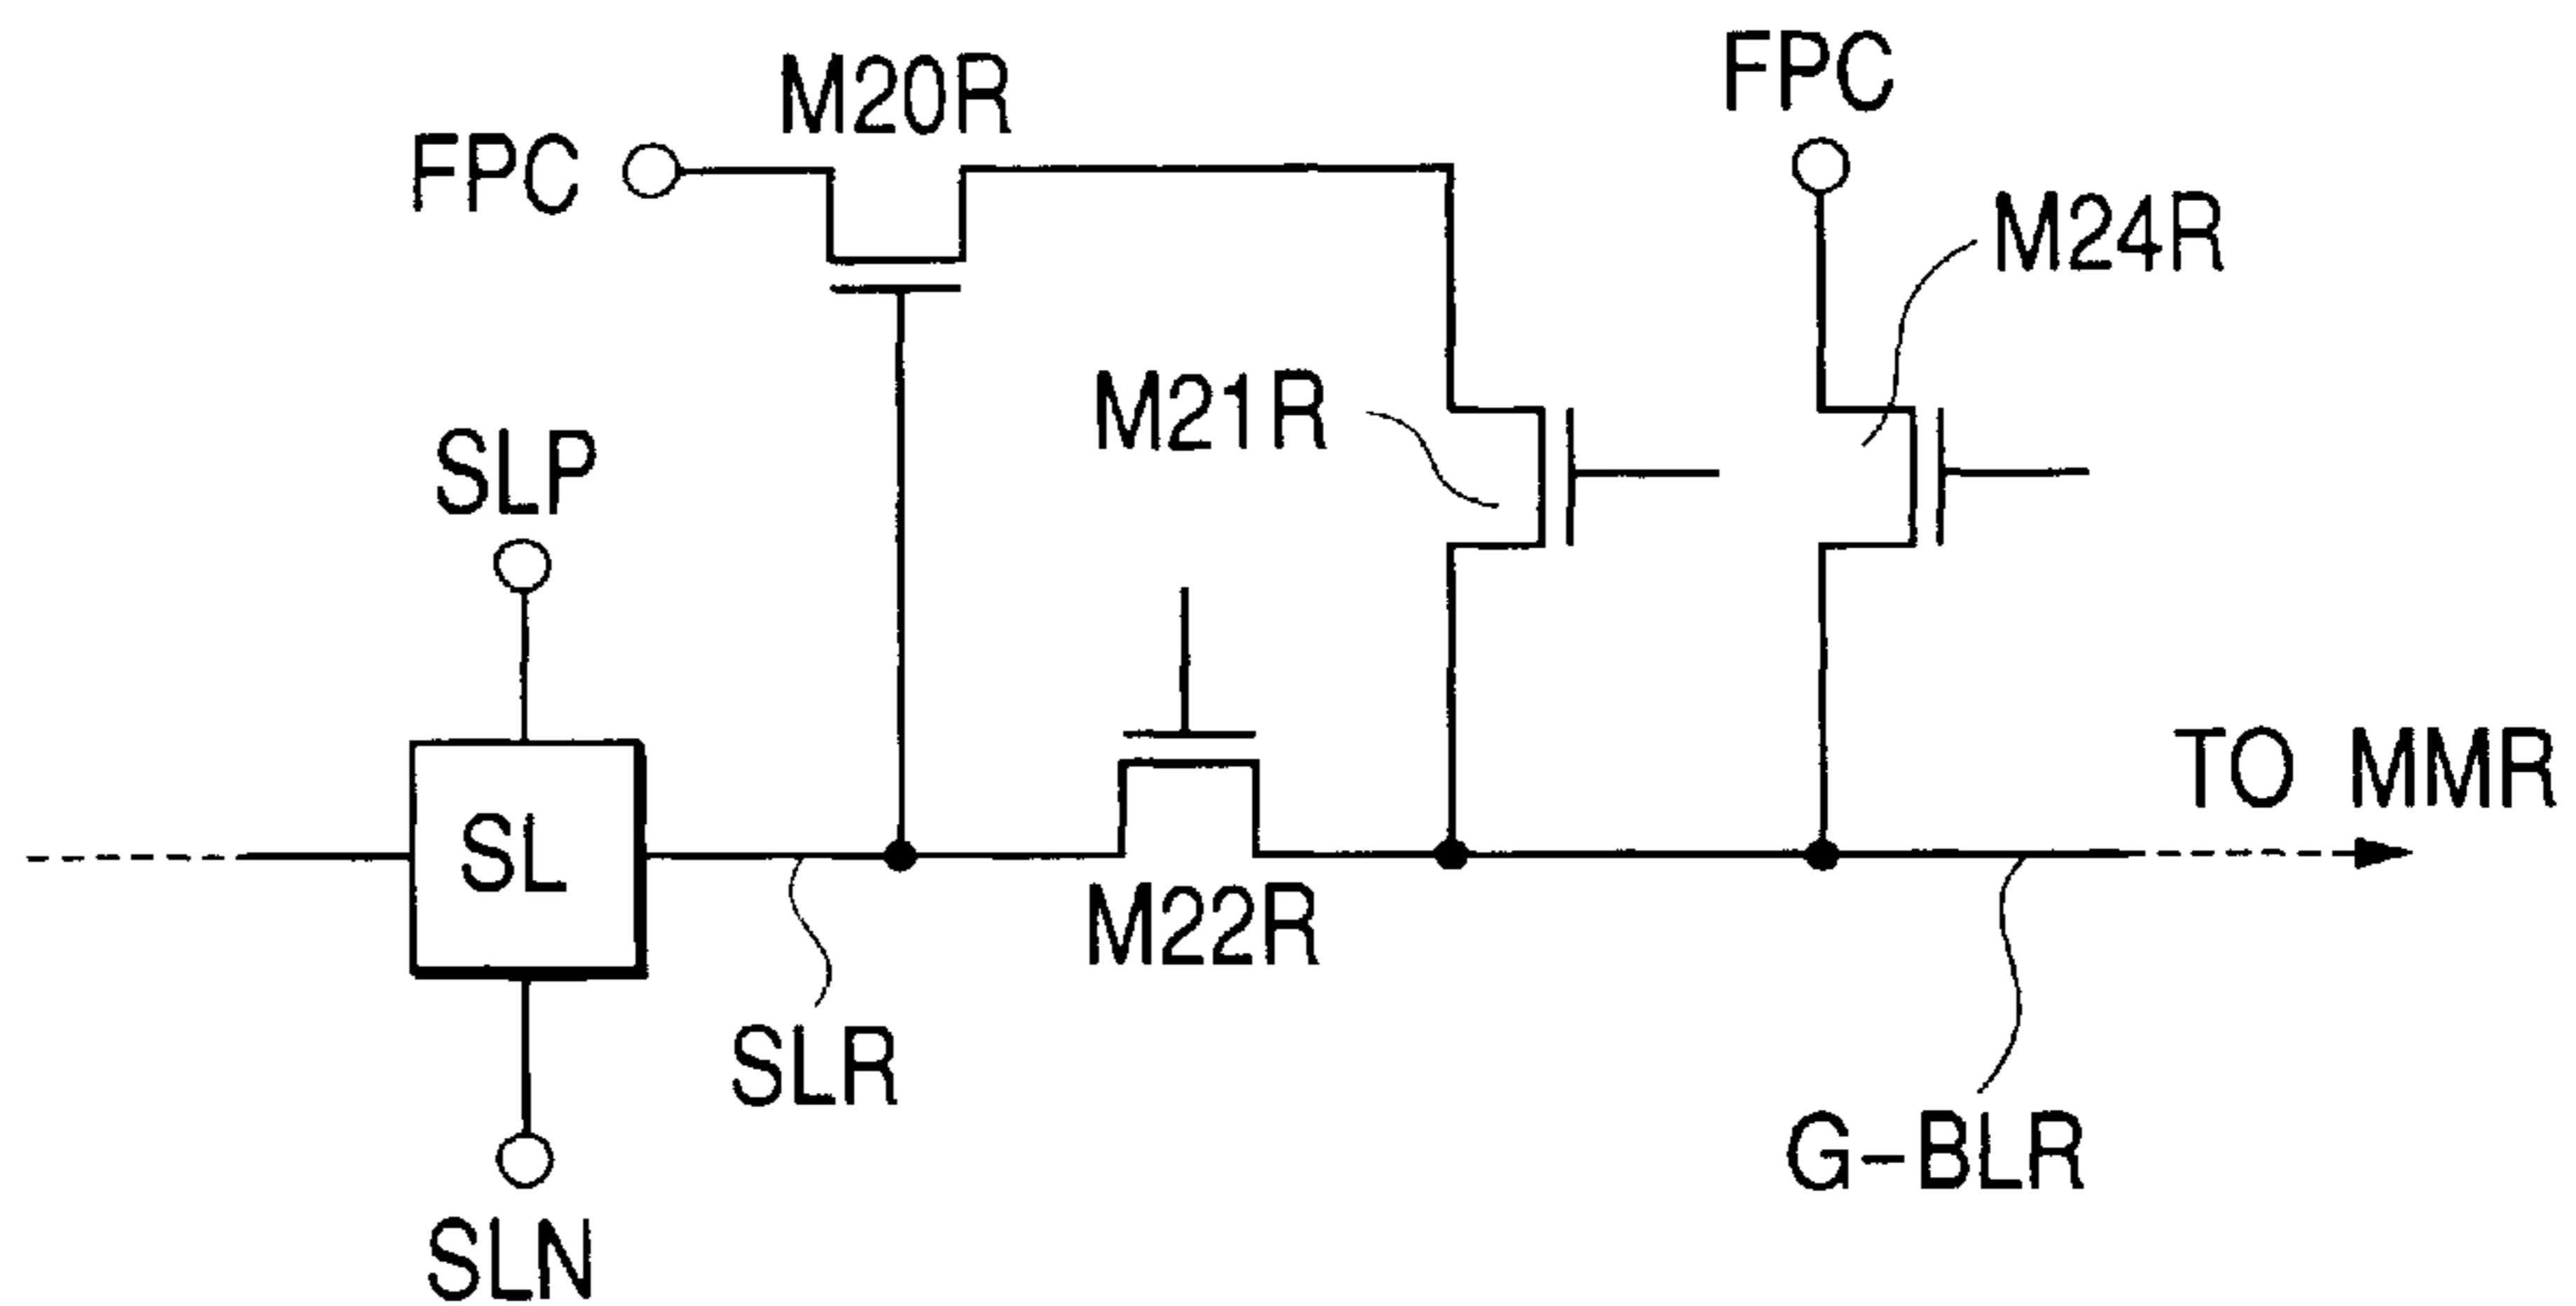 FPC
M20R
FPC
M24R
M21R
SLP
TO MMR
SL
M22R
SLR
G-BLR
SLN